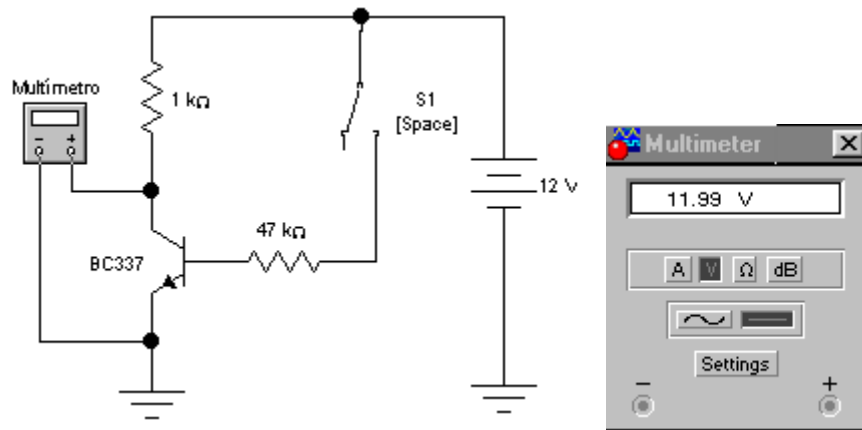 Multímetro
- +
1 kΩ
S1
[Space]
12 V
47 kΩ
BC337
Multimeter
11.99 V
A V Ω dB
Settings
- +